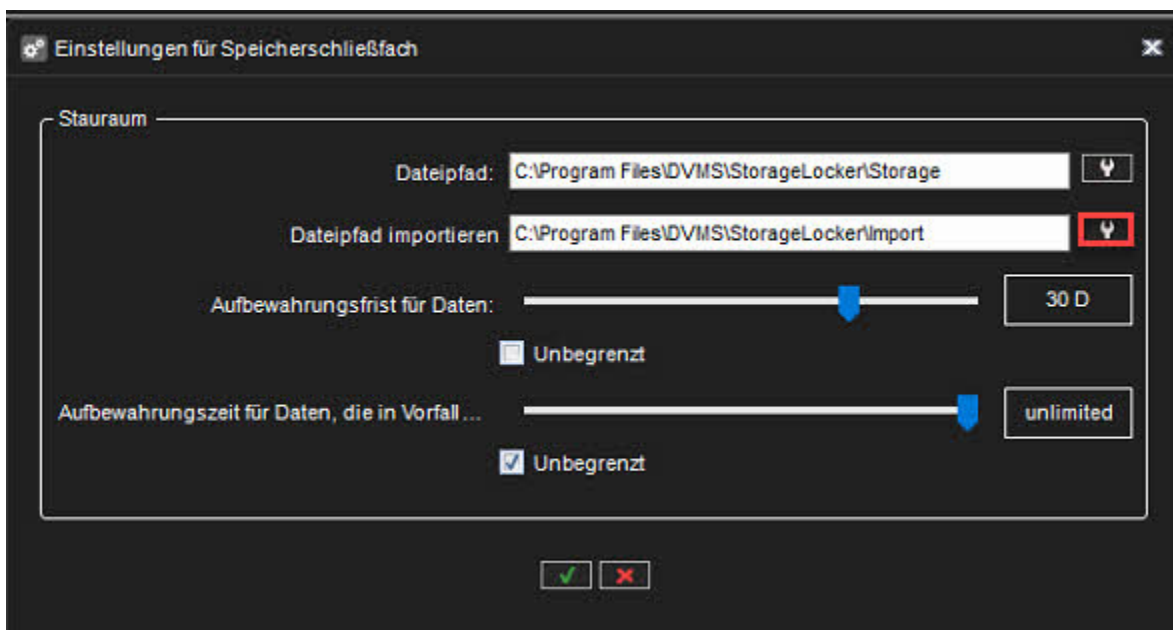 Einstellungen für Speicherschließfach
Stauraum
Dateipfad: C:\Program Files\DVMS\StorageLocker\Storage
Dateipfad importieren C:\Program Files\DVMS\StorageLocker\Import
Aufbewahrungsfrist für Daten: 30 D
Unbegrenzt
Aufbewahrungszeit für Daten, die in Vorfall ... unlimited
Unbegrenzt